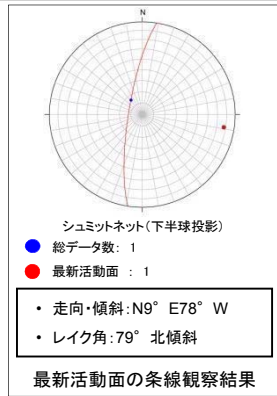 N
シュミットネット(下半球投影)
総データ数: 1
最新活動面 : 1
• 走向・傾斜:N9° E78° W
• レイク角:79° 北傾斜
最新活動面の条線観察結果